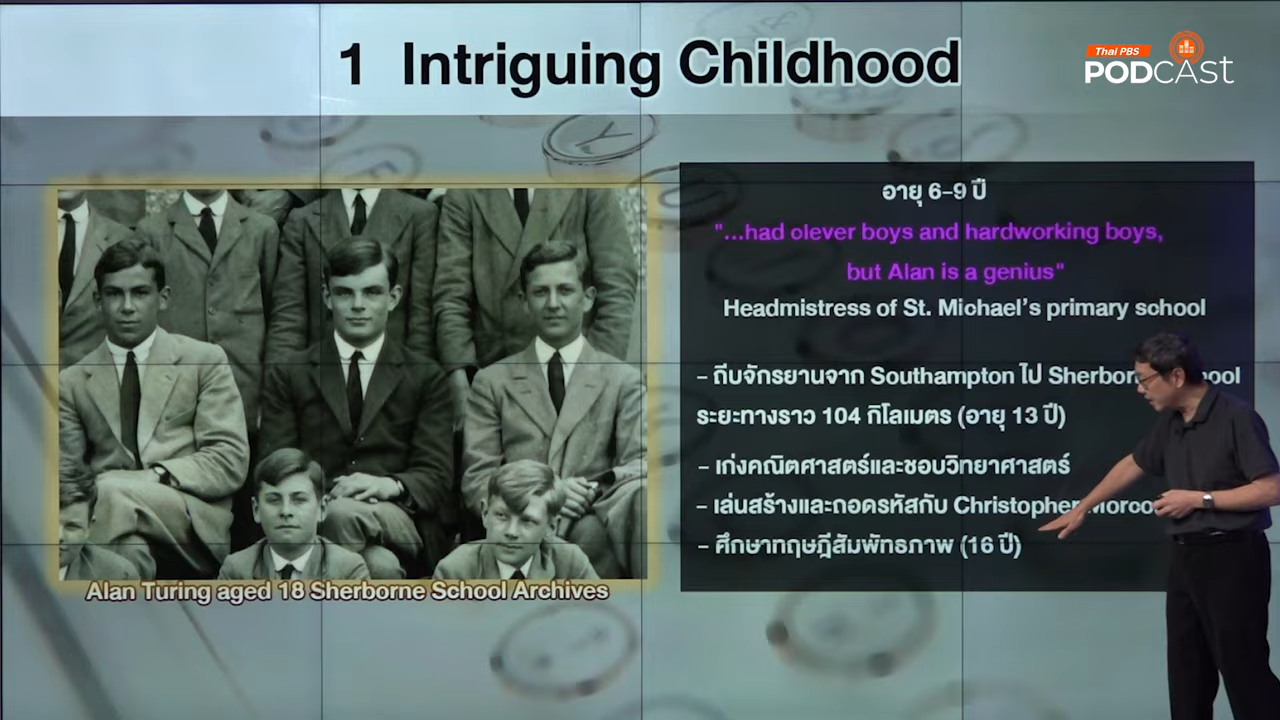 1 Intriguing Childhood
Thai PBS
PODCAST
อายุ 6-9 ปี
"...had olever boys and hardworking boys,
but Alan is a genius"
Headmistress of St. Michael's primary school
- ถีบจักรยานจาก Southampton ไป
ระยะทางราว 104 กิโลเมตร (อายุ 13 ปี)
- เก่งคณิตศาสตร์และชอบวิทยาศาสตร์
- เล่นสร้างและถอดรหัสกับ Christopher
- ศึกษาทฤษฎีสัมพัทธภาพ (16 ปี)
Alan Turing aged 18 Sherborne School Archives